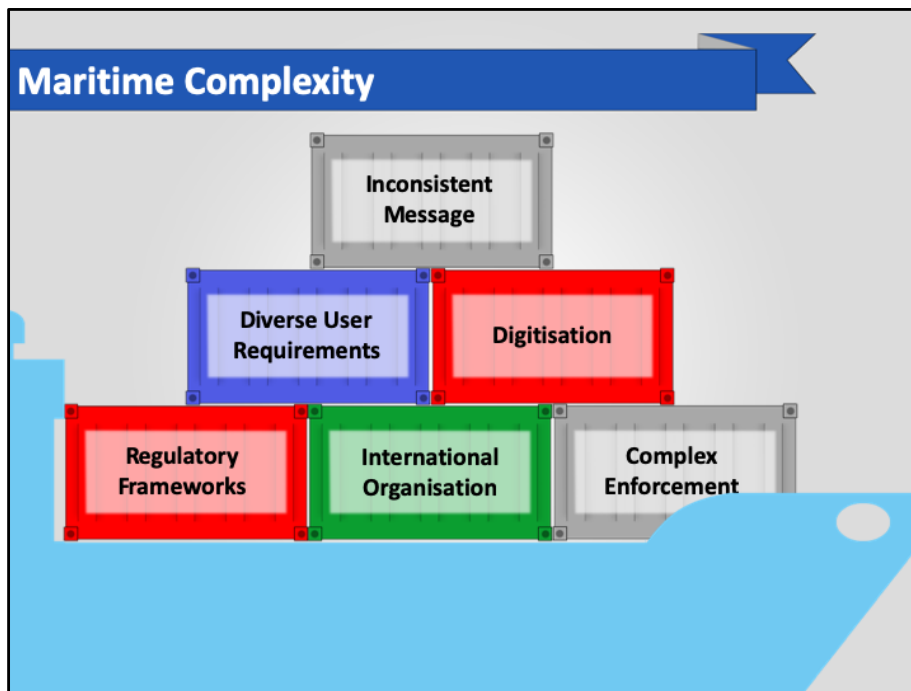 Maritime Complexity
Inconsistent
Message
Diverse User
Requirements
Digitisation
Regulatory
Frameworks
International
Organisation
Complex
Enforcement